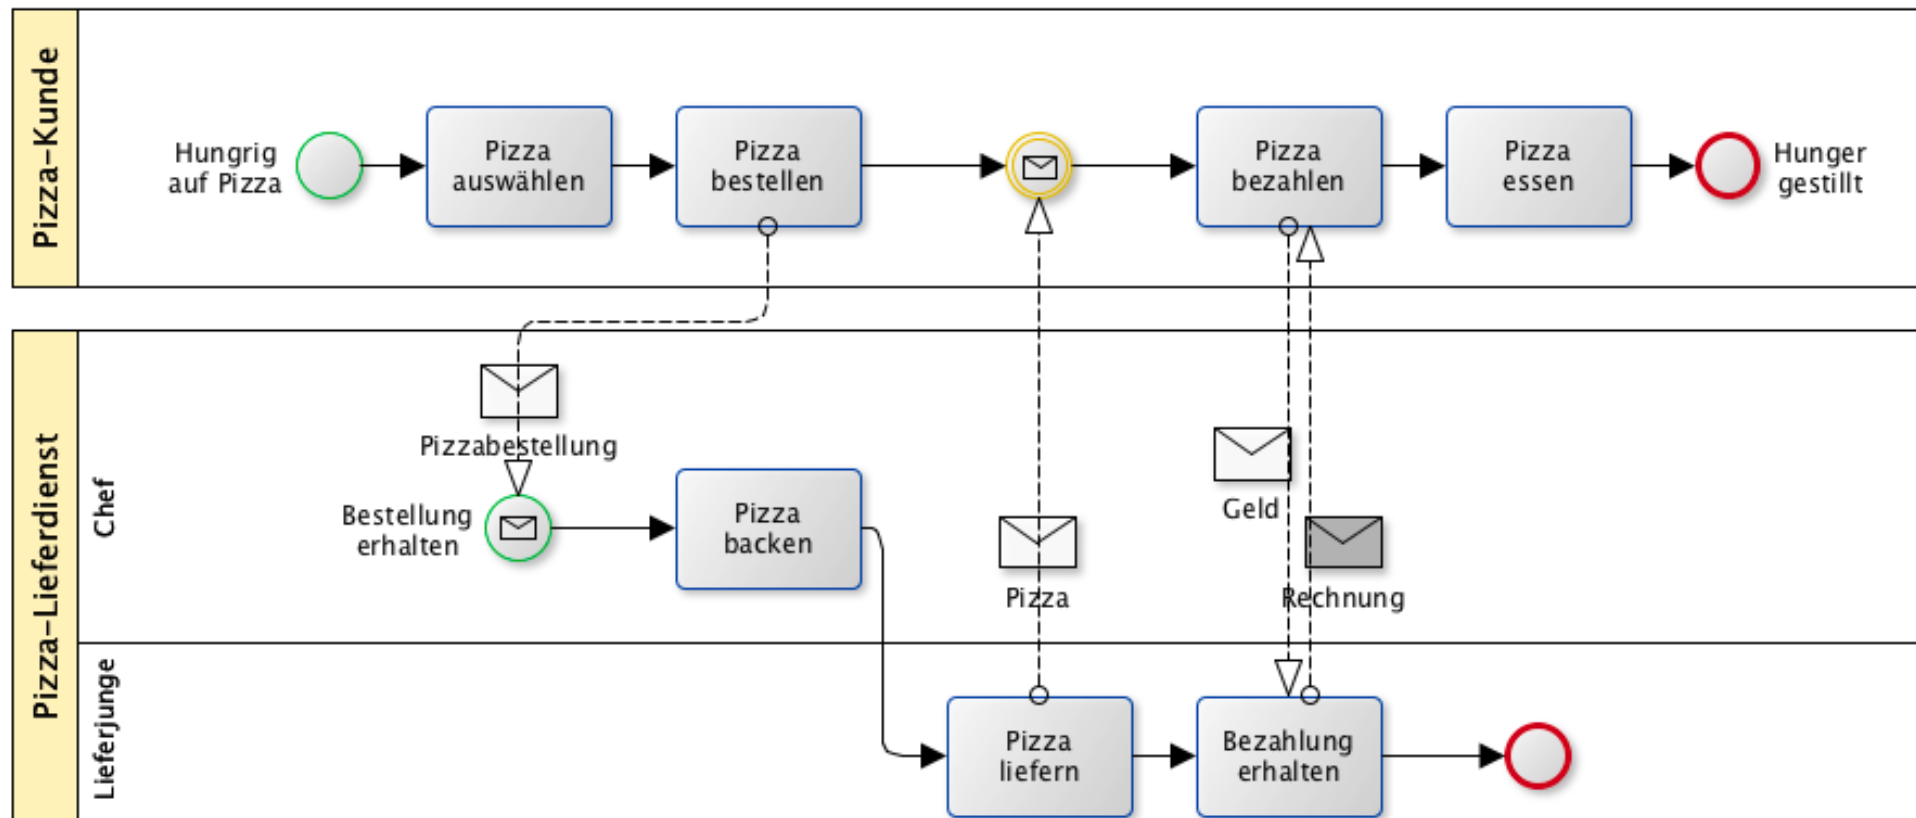 Pizza-Kunde
Hungrig
auf Pizza
Pizza
auswählen
Pizza
bestellen
Pizza
bezahlen
Pizza
essen
Hunger
gestillt
Pizza-Lieferdienst
Chef
Pizzabestellung
Bestellung
erhalten
Pizza
backen
Pizza
Geld
Rechnung
Lieferjunge
Pizza
liefern
Bezahlung
erhalten